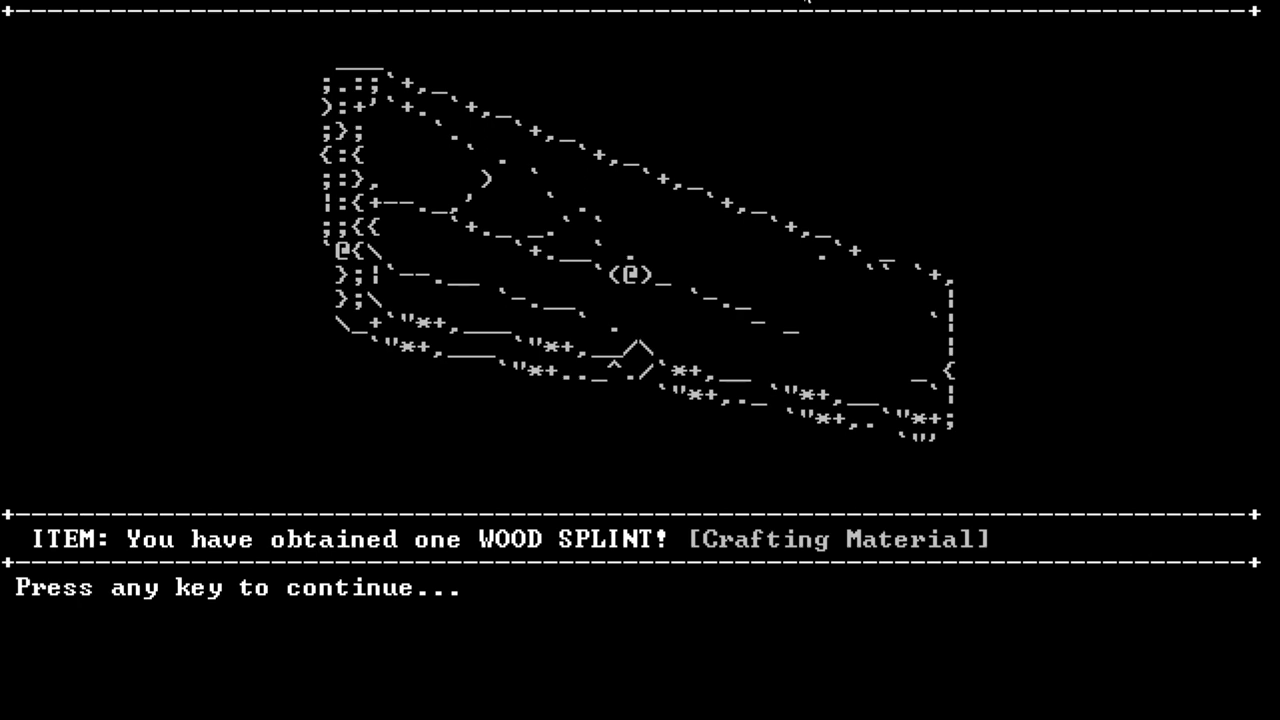 ITEM: You have obtained one WOOD SPLINT! [Crafting Material]
Press any key to continue...